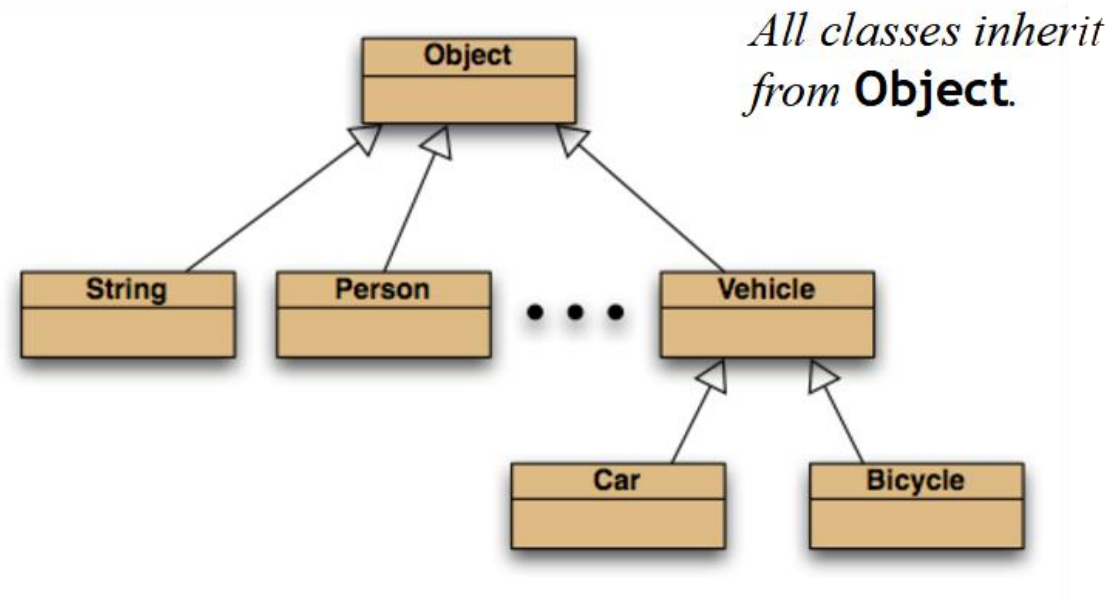 All classes inherit
from Object.
Object
String
Person
Vehicle
Car
Bicycle